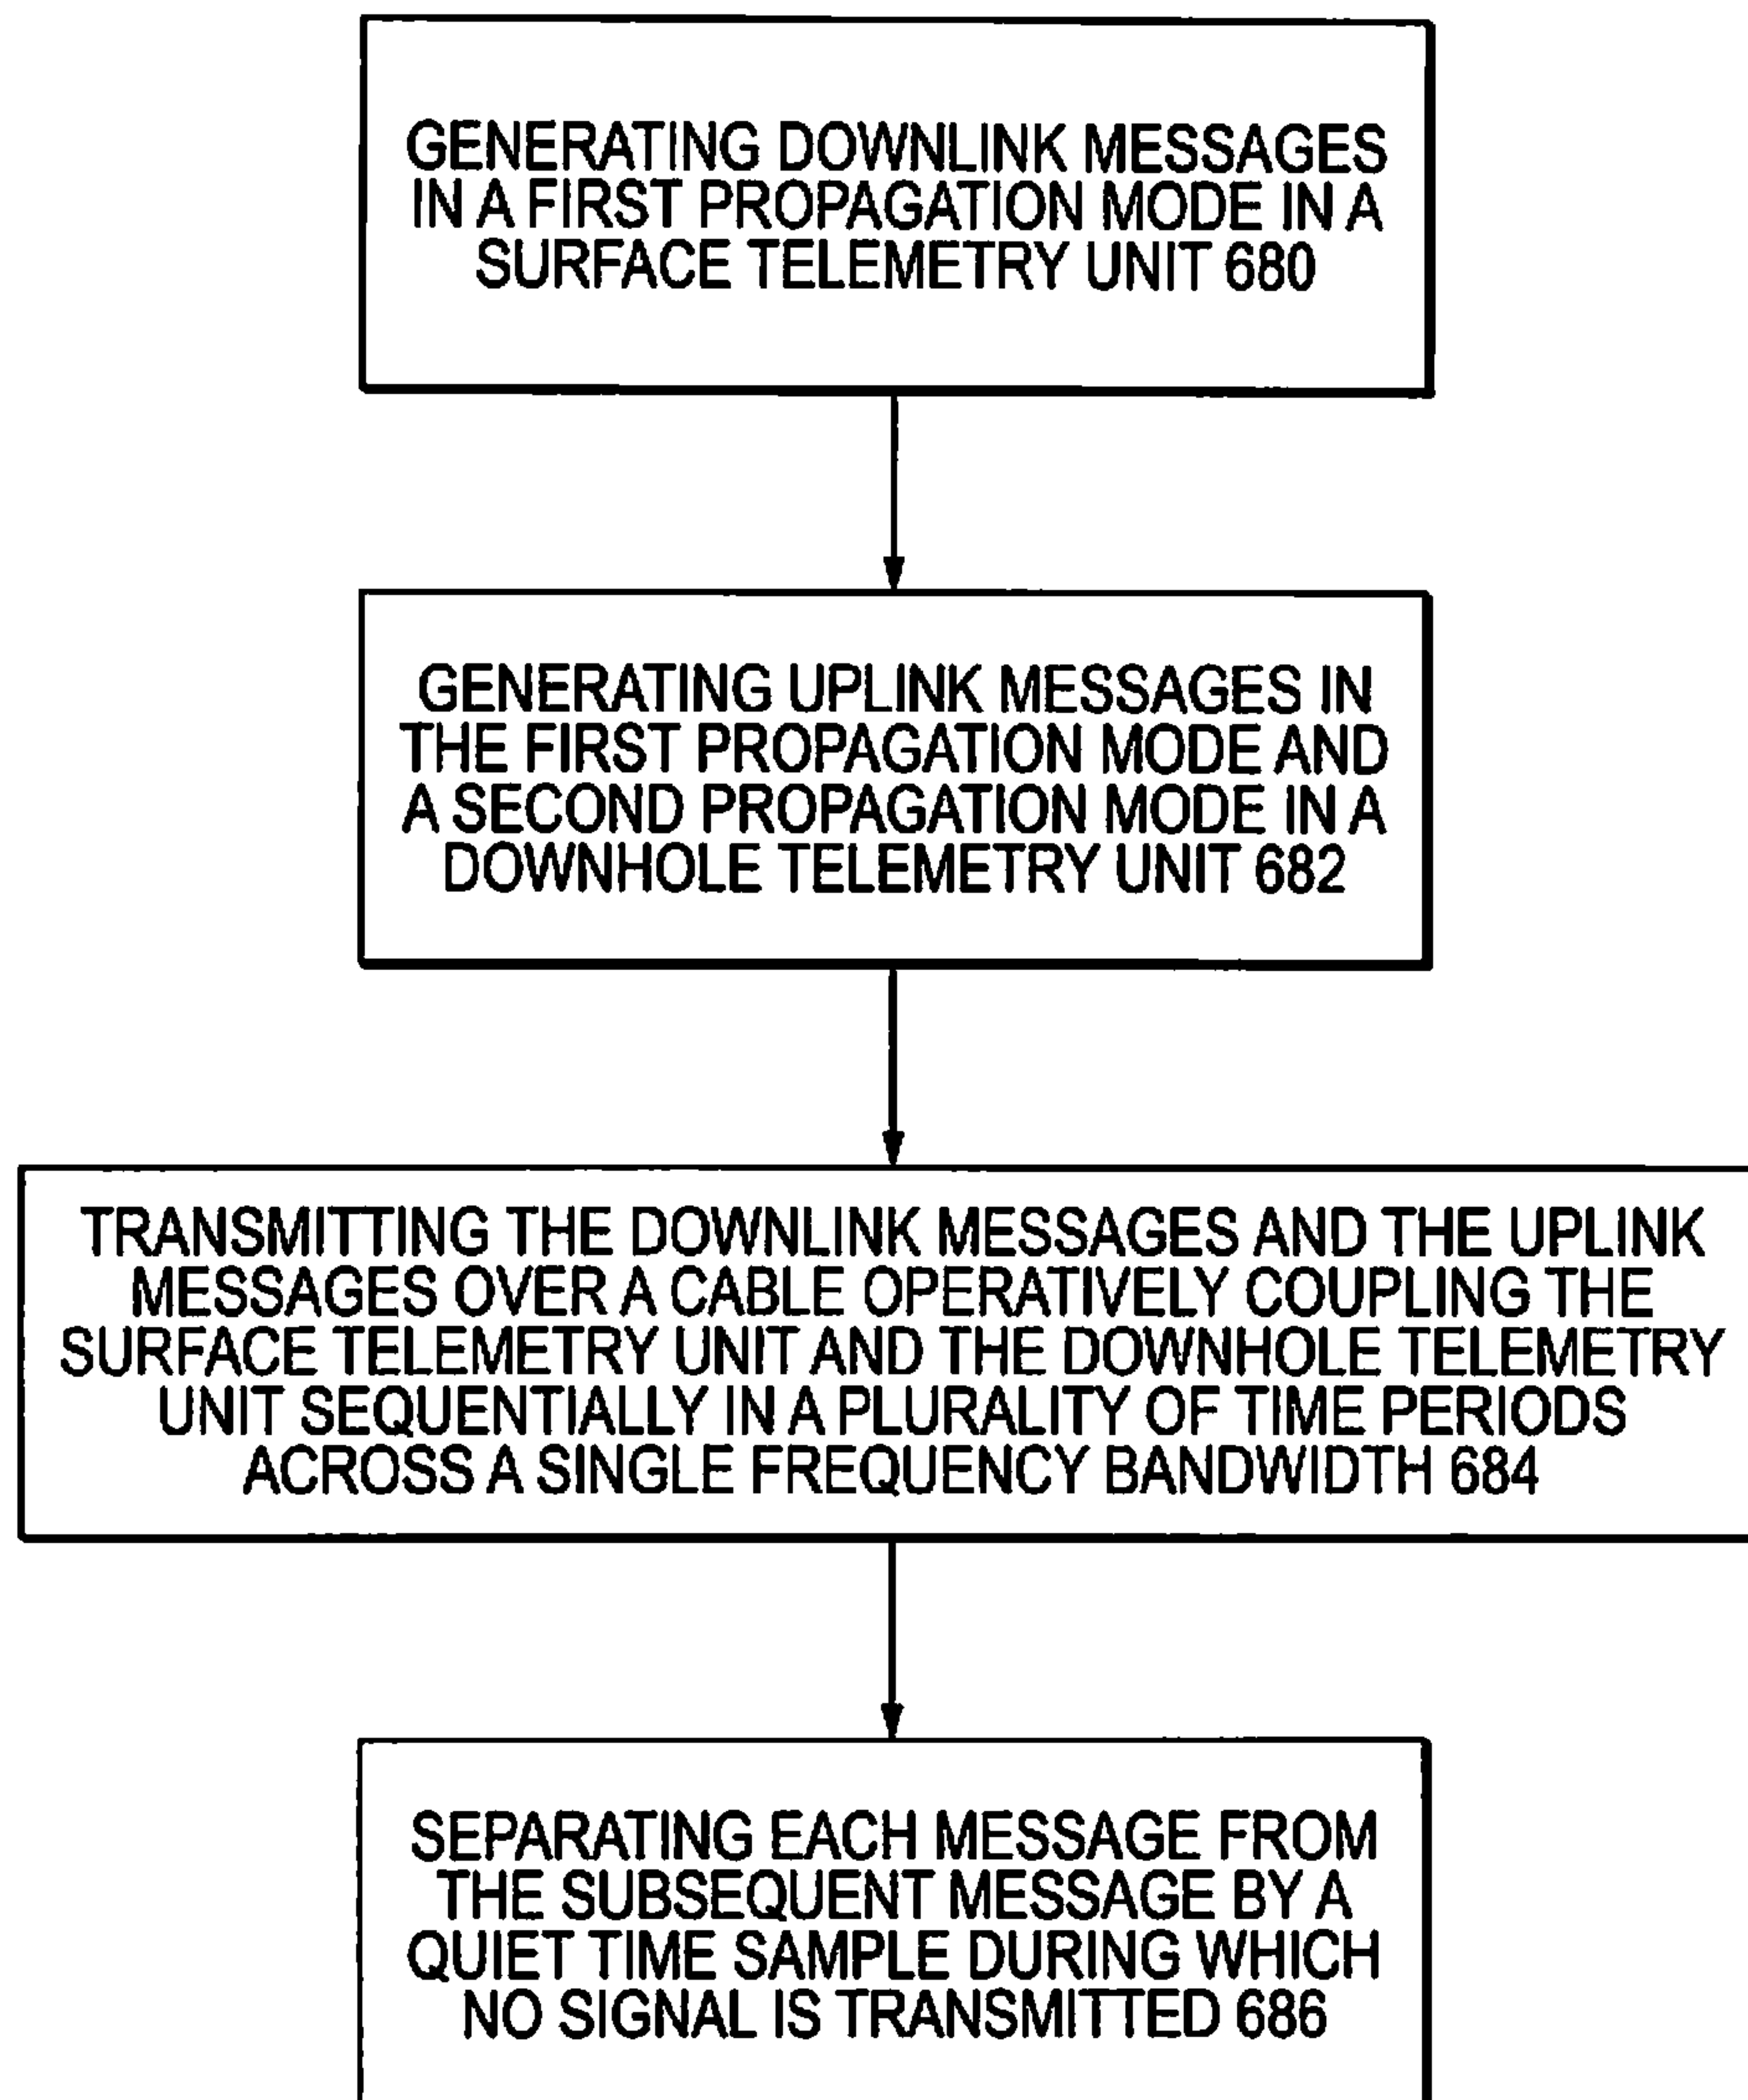 GENERATING DOWNLINK MESSAGES
IN A FIRST PROPAGATION MODE IN A
SURFACE TELEMETRY UNIT 680
GENERATING UPLINK MESSAGES IN
THE FIRST PROPAGATION MODE AND
A SECOND PROPAGATION MODE IN A
DOWNHOLE TELEMETRY UNIT 682
TRANSMITTING THE DOWNLINK MESSAGES AND THE UPLINK
MESSAGES OVER A CABLE OPERATIVELY COUPLING THE
SURFACE TELEMETRY UNIT AND THE DOWNHOLE TELEMETRY
UNIT SEQUENTIALLY IN A PLURALITY OF TIME PERIODS
ACROSS A SINGLE FREQUENCY BANDWIDTH 684
SEPARATING EACH MESSAGE FROM
THE SUBSEQUENT MESSAGE BY A
QUIET TIME SAMPLE DURING WHICH
NO SIGNAL IS TRANSMITTED 686